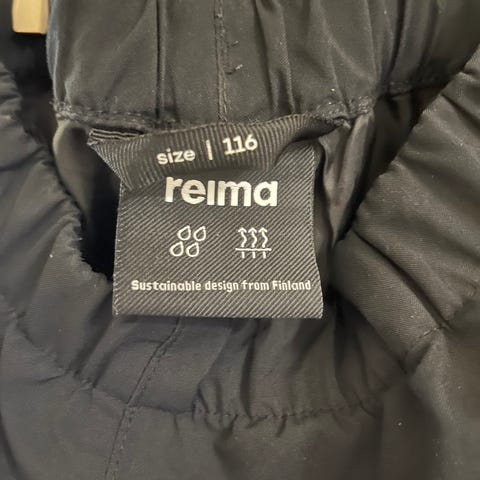 size | 116
reima
Sustainable design from Finland